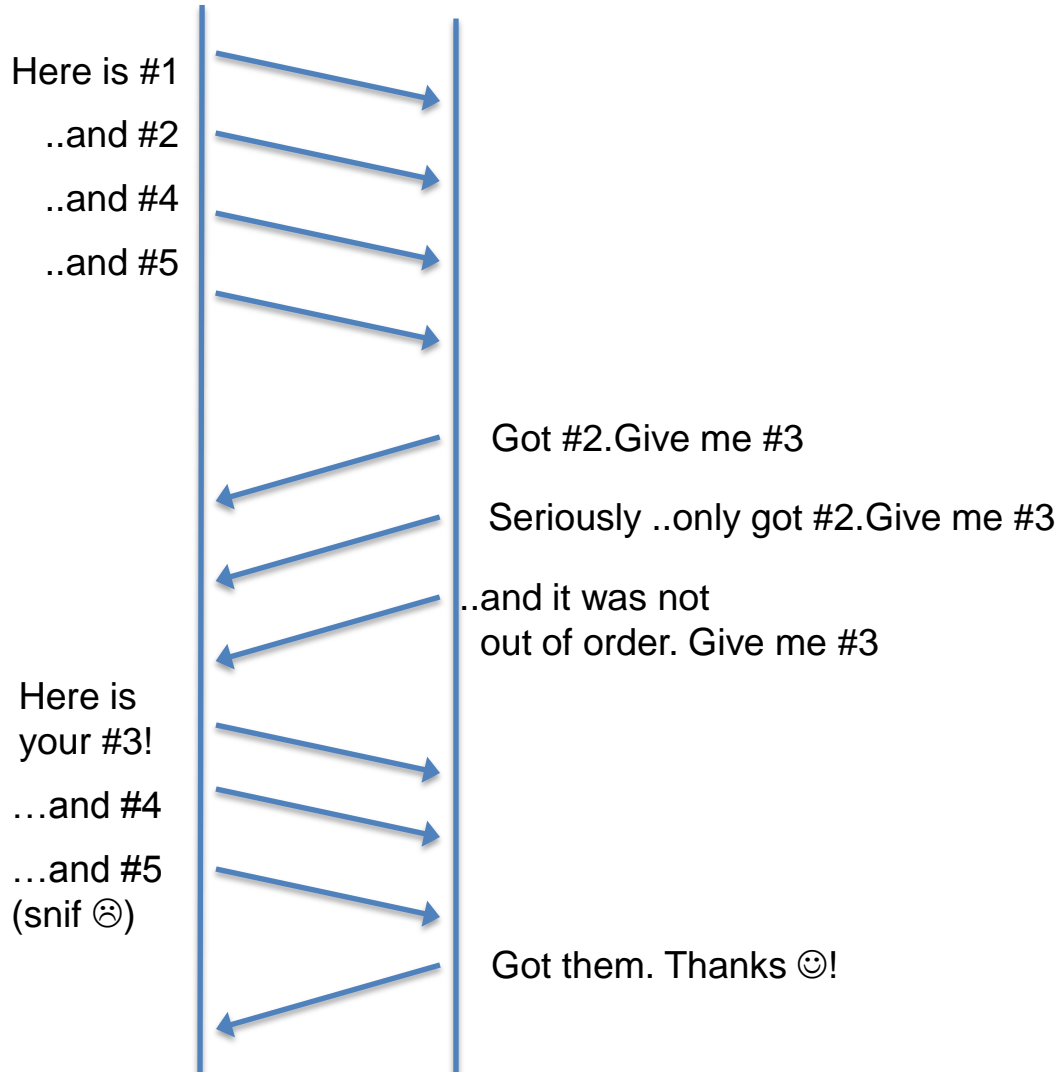 Here is #1
..and #2
..and #4
..and #5
Got #2.Give me #3
Seriously ..only got #2.Give me #3
..and it was not
out of order. Give me #3
Here is
your #3!
…and #4
…and #5
(snif ☹)
Got them. Thanks ☺!